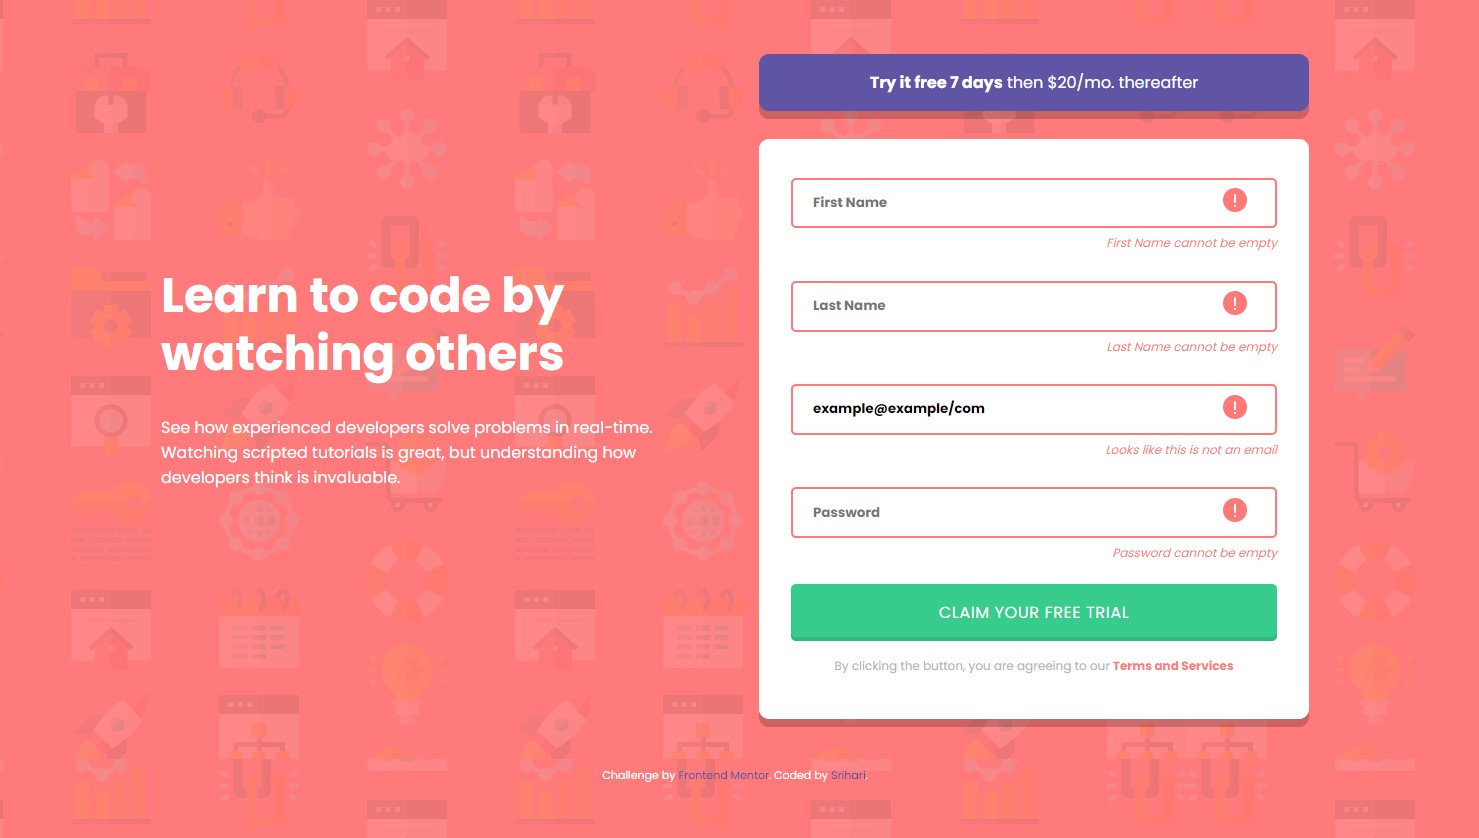 Try it free 7 days then $20/mo. thereafter
Learn to code by
watching others
See how experienced developers solve problems in real-time.
Watching scripted tutorials is great, but understanding how
developers think is invaluable.
First Name
First Name cannot be empty
Last Name
Last Name cannot be empty
example@example/com
Looks like this is not an email
Password
Password cannot be empty
CLAIM YOUR FREE TRIAL
By clicking the button, you are agreeing to our Terms and Services
Challenge by Frontend Mentor. Coded by Srihari.